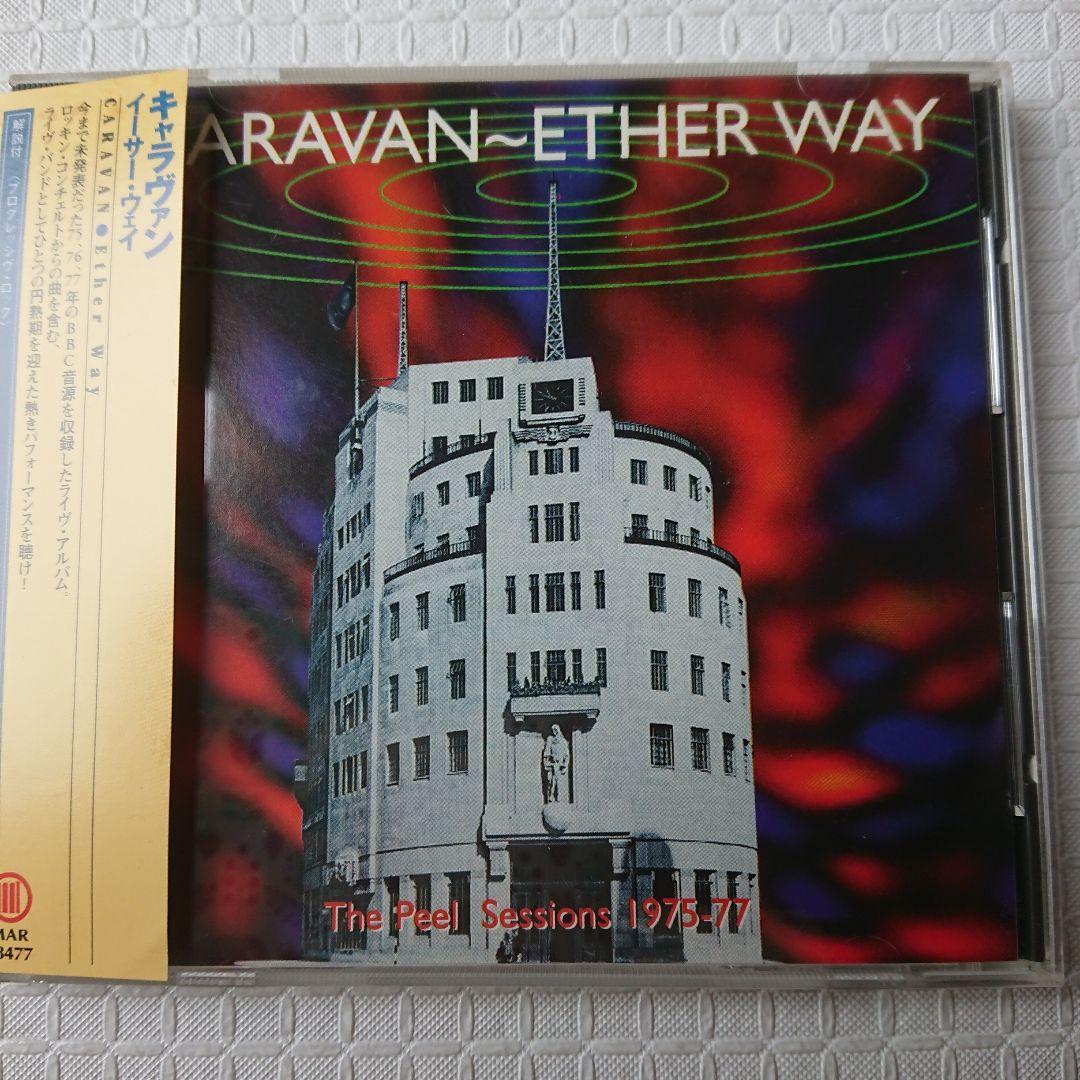 キャラヴァン
イーサー・ウェイ
CARAVAN●Ether Way
今まで未発表だった75、76、77年のBBC音源を収録したライヴ・アルバム。
ロッキン・コンチェルトからの曲を含む、
ライヴ・バンドとしてひとつの円熟期を迎えた熱きパフォーマンスを聴け!
解説付 (プログレッシヴ・ロック)
MAR
3477
ARAVAN~ETHER WAY
The Peel Sessions 1975-77